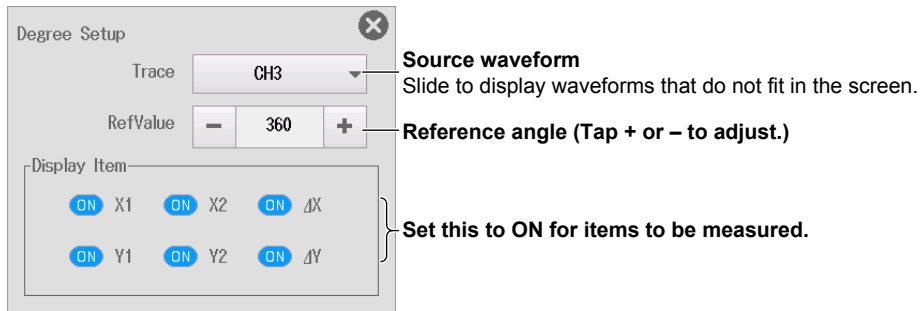 Degree Setup
Trace CH3
Source waveform
Slide to display waveforms that do not fit in the screen.
RefValue − 360 +
Reference angle (Tap + or – to adjust.)
Display Item
ON X1 ON X2 ON ΔX
Set this to ON for items to be measured.
ON Y1 ON Y2 ON ΔY